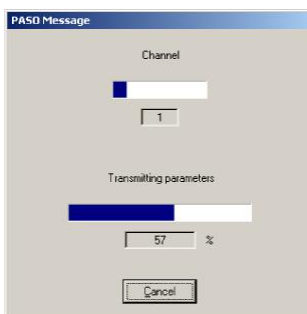 PASO Message
Channel
1
Transmitting parameters
57 %
Cancel